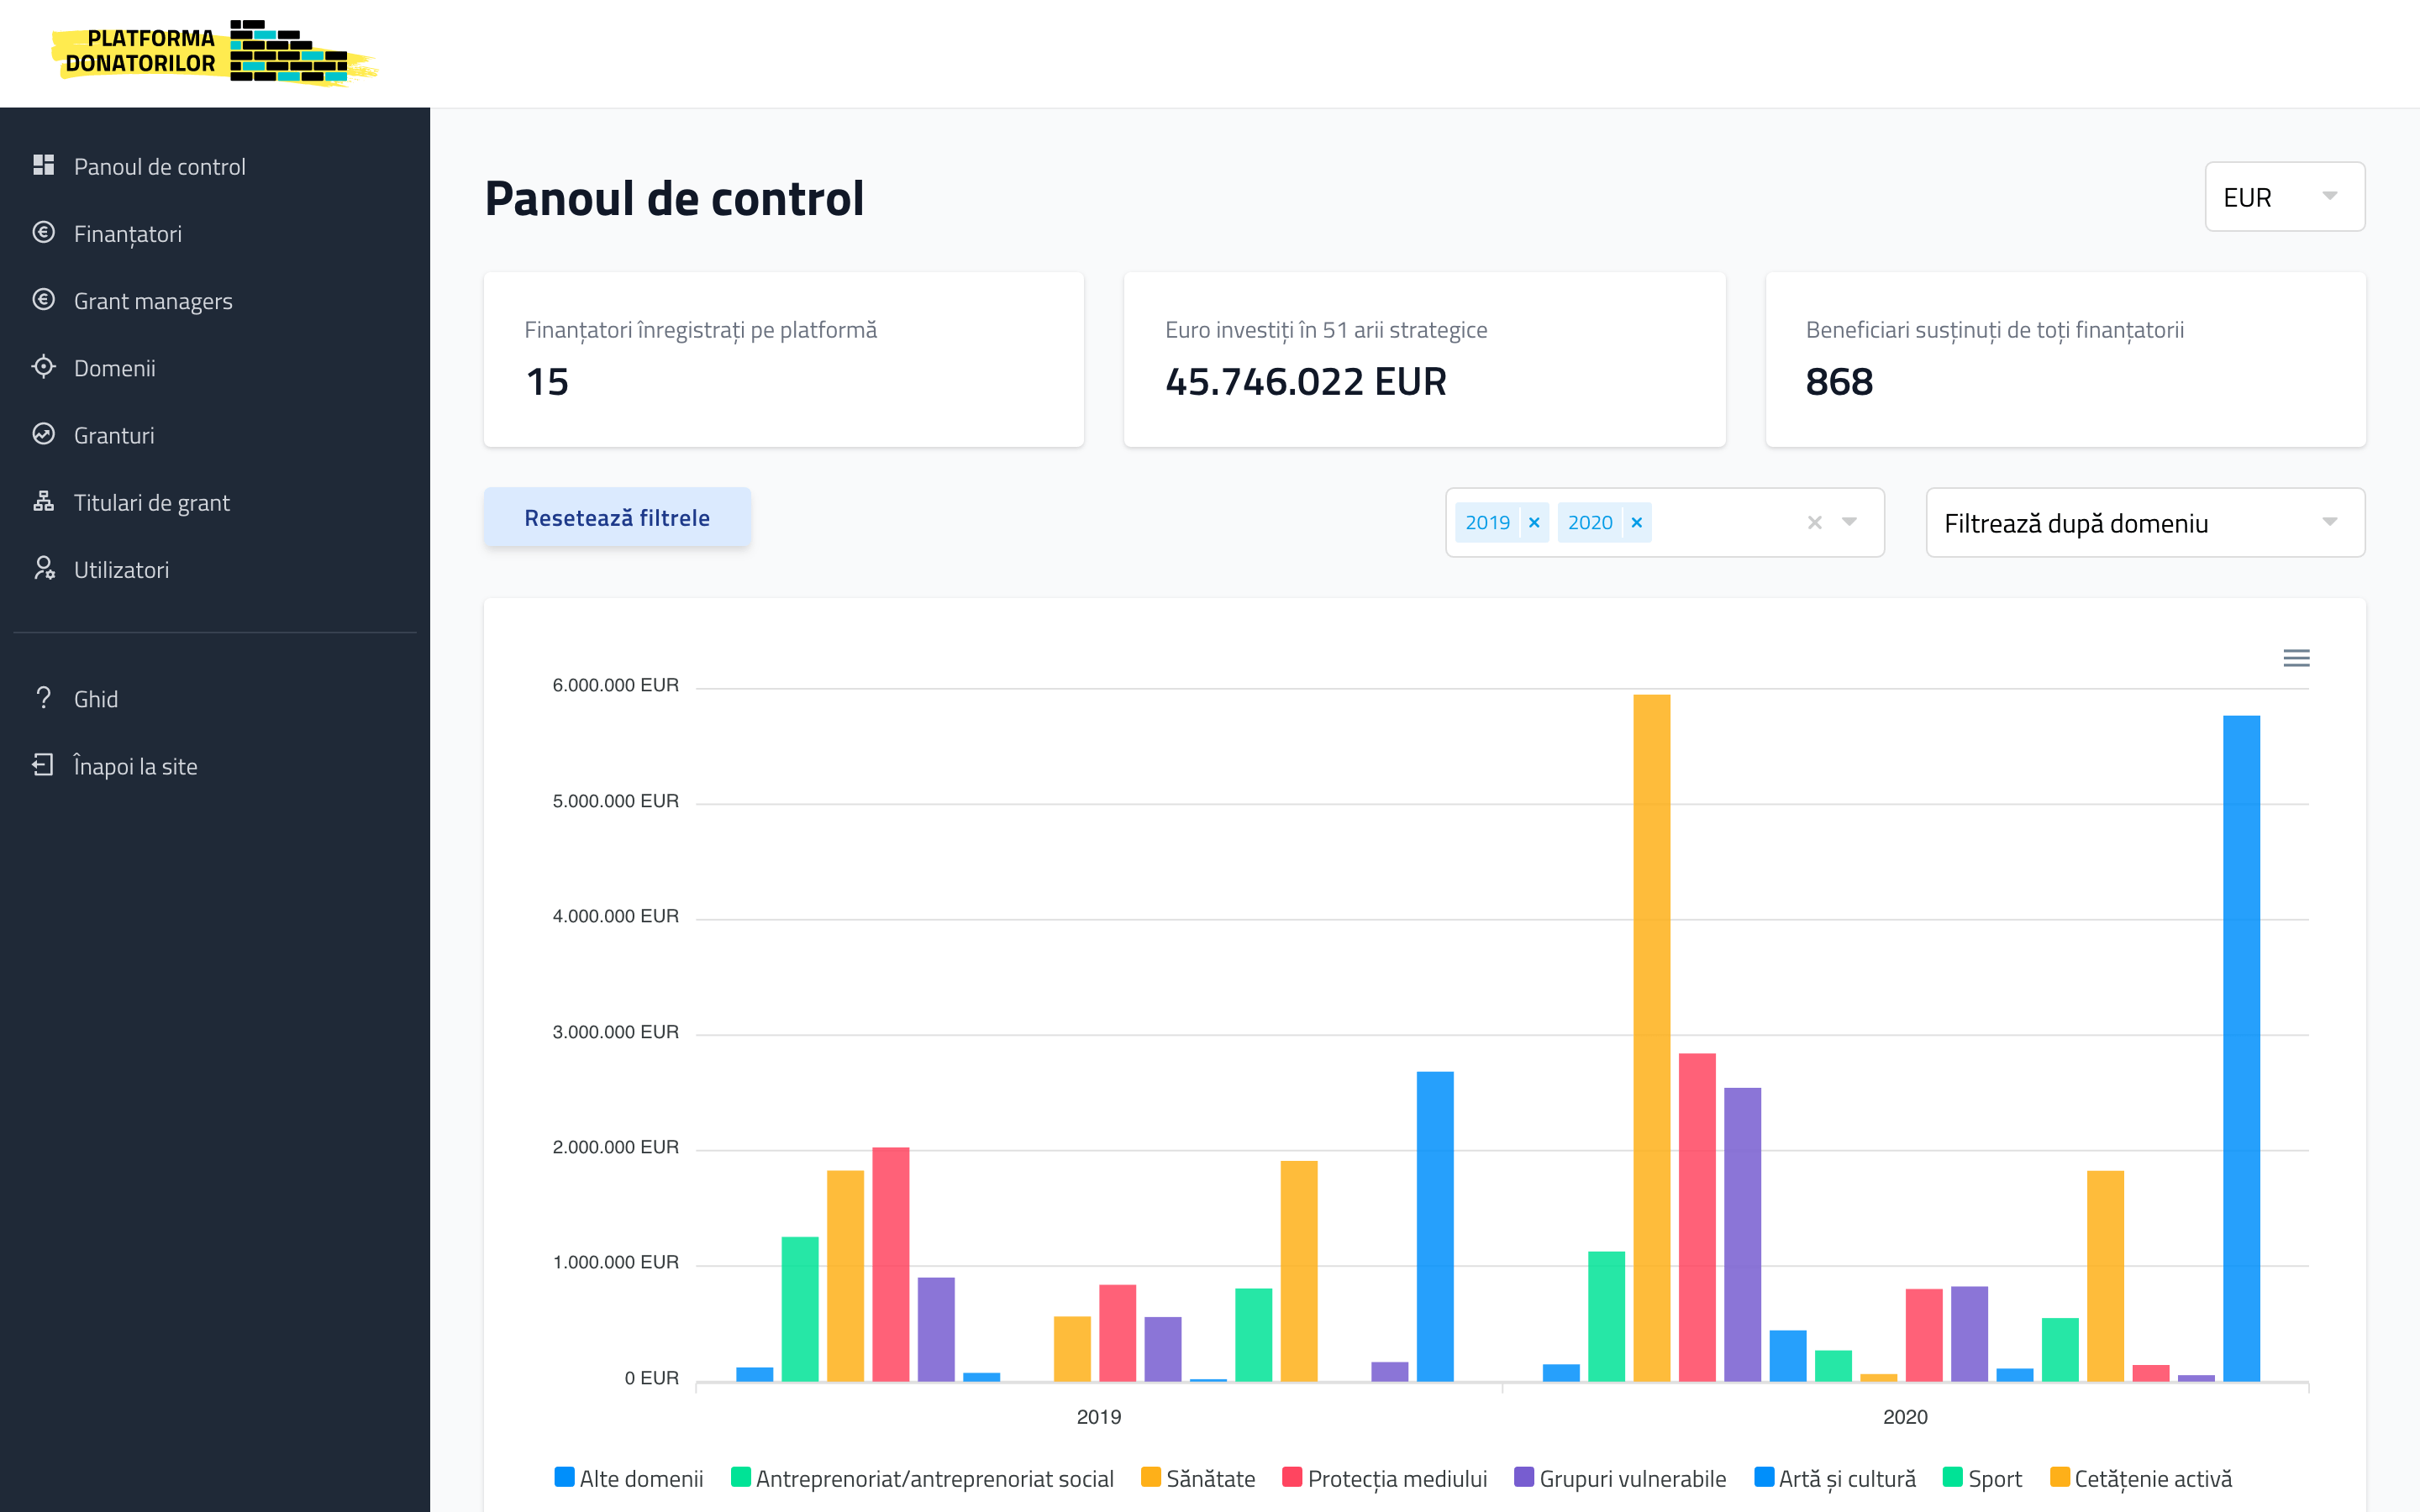 PLATFORMA
DONATORILOR
Panoul de control
Finanțatori
Grant managers
Domenii
Granturi
Titulari de grant
Utilizatori
Ghid
Înapoi la site
Panoul de control
EUR
Finanțatori înregistrați pe platformă
15
Euro investiți în 51 arii strategice
45.746.022 EUR
Beneficiari susținuți de toți finanțatorii
868
Resetează filtrele
2019 × 2020 ×
Filtrează după domeniu
6.000.000 EUR
5.000.000 EUR
4.000.000 EUR
3.000.000 EUR
2.000.000 EUR
1.000.000 EUR
0 EUR
2019 2020
Alte domenii Antreprenoriat/antreprenoriat social Sănătate Protecția mediului Grupuri vulnerabile Artă și cultură Sport Cetățenie activă